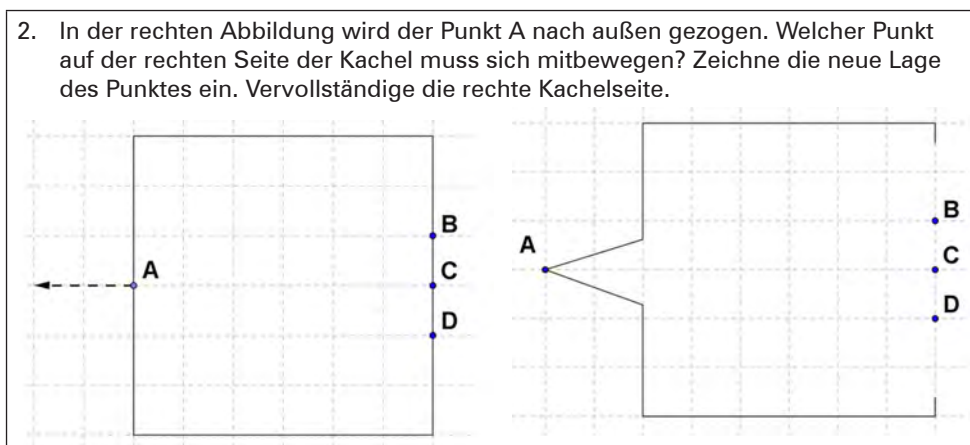 2. In der rechten Abbildung wird der Punkt A nach außen gezogen. Welcher Punkt
auf der rechten Seite der Kachel muss sich mitbewegen? Zeichne die neue Lage
des Punktes ein. Vervollständige die rechte Kachelseite.
A
B
C
D
A
B
C
D